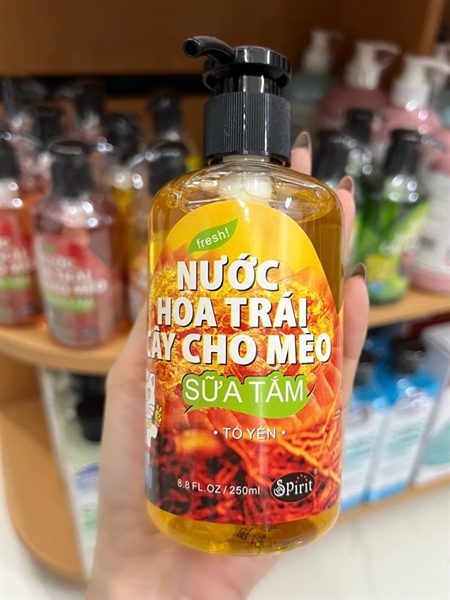 fresh!
NƯỚC
HOA TRÁI
CÂY CHO MÈO
SỮA TẮM
• TỔ YẾN •
8.8 FL.OZ / 250ml
Spirit®